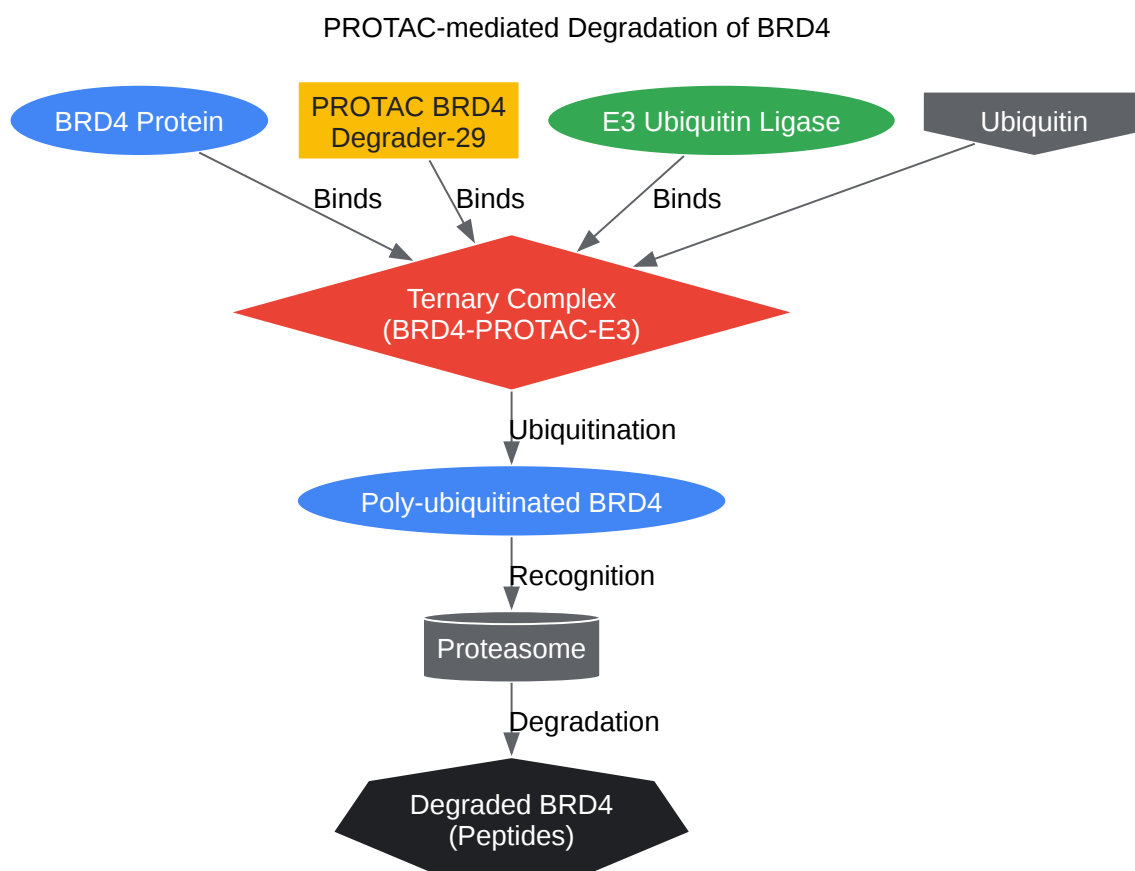 PROTAC-mediated Degradation of BRD4
BRD4 Protein
PROTAC BRD4
Degrader-29
E3 Ubiquitin Ligase
Ubiquitin
Binds
Binds
Binds
Ternary Complex
(BRD4-PROTAC-E3)
Ubiquitination
Poly-ubiquitinated BRD4
Recognition
Proteasome
Degradation
Degraded BRD4
(Peptides)